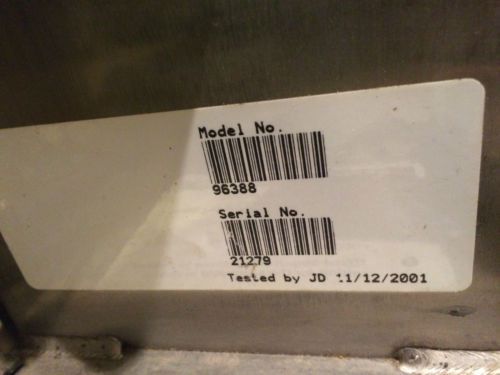 Model No.
96388
Serial No.
21279
Tested by JD 11/12/2001